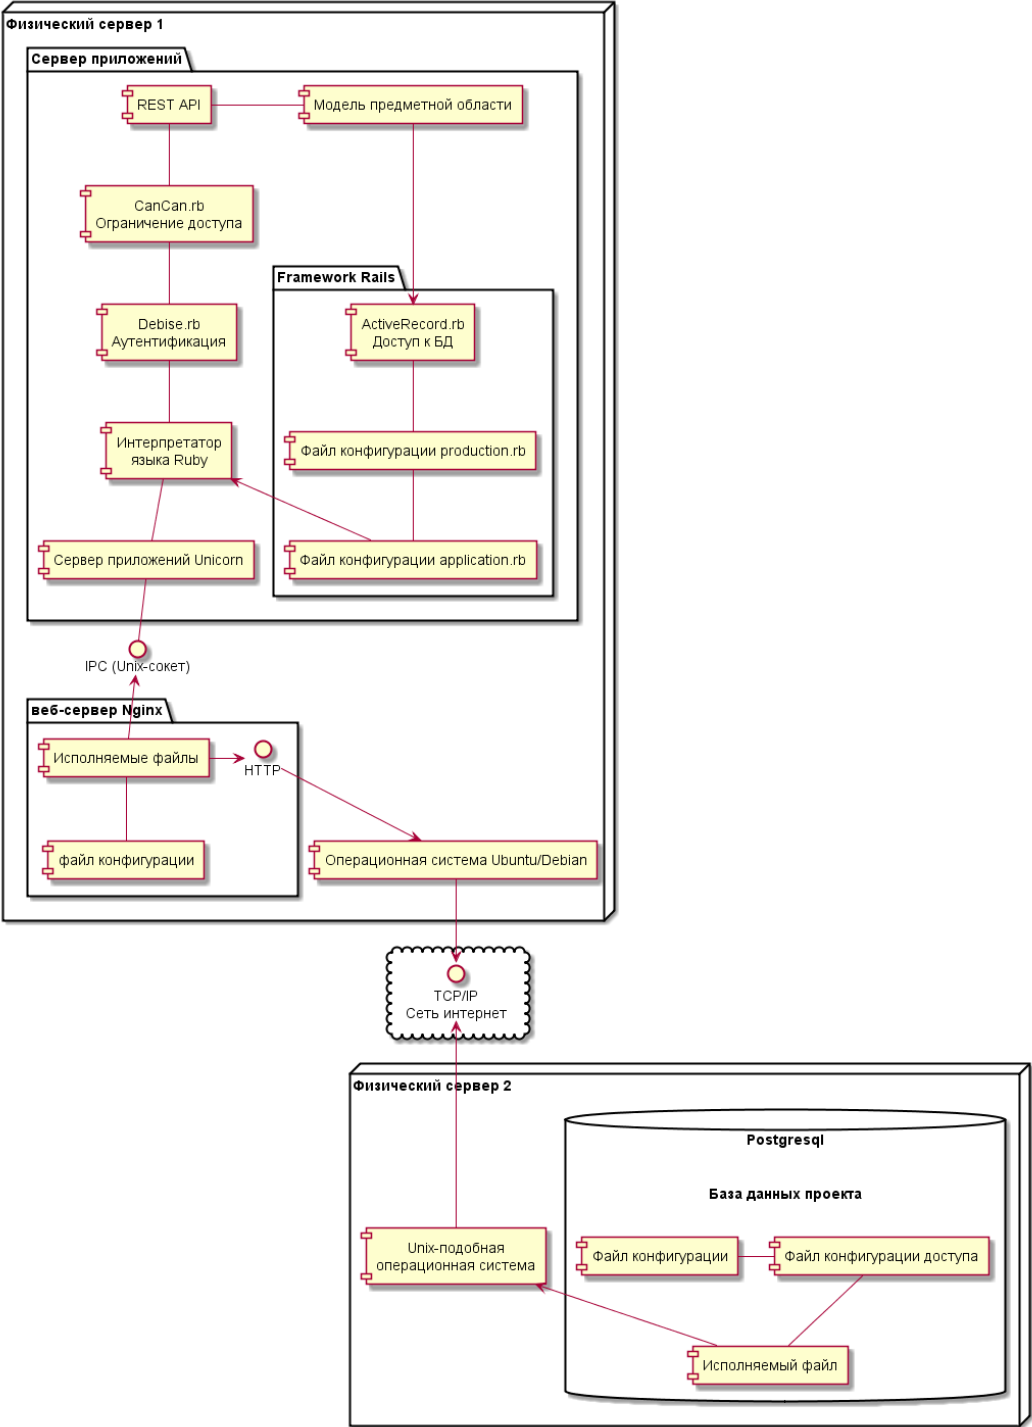 Физический сервер 1
Сервер приложений
REST API
Модель предметной области
CanCan.rb
Ограничение доступа
Framework Rails
Debise.rb
Аутентификация
ActiveRecord.rb
Доступ к БД
Интерпретатор
языка Ruby
Файл конфигурации production.rb
Сервер приложений Unicorn
Файл конфигурации application.rb
IPC (Unix-сокет)
веб-сервер Nginx
Исполняемые файлы
HTTP
файл конфигурации
Операционная система Ubuntu/Debian
TCP/IP
Сеть интернет
Физический сервер 2
Postgresql
База данных проекта
Unix-подобная
операционная система
Файл конфигурации
Файл конфигурации доступа
Исполняемый файл